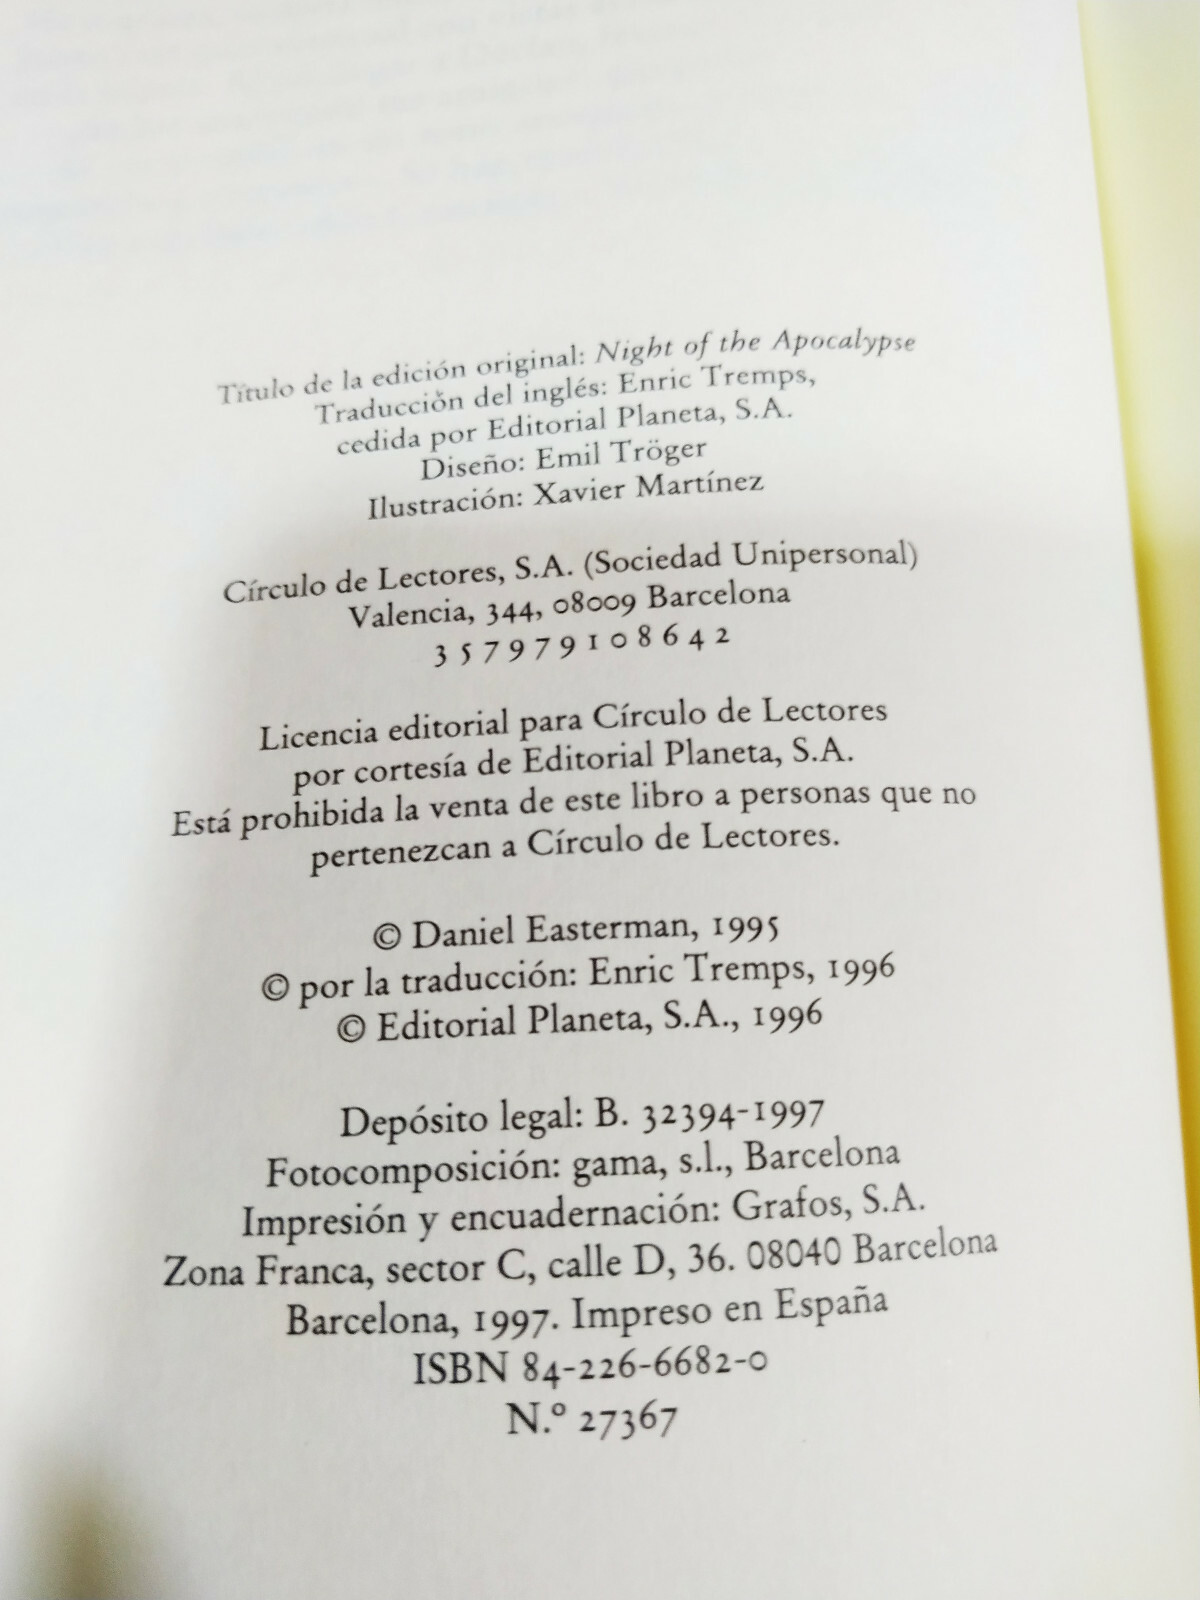 Título de la edición original: Night of the Apocalypse
Traducción del inglés: Enric Tremps,
cedida por Editorial Planeta, S.A.
Diseño: Emil Tröger
Ilustración: Xavier Martínez
Círculo de Lectores, S.A. (Sociedad Unipersonal)
Valencia, 344, 08009 Barcelona
3 5 7 9 7 9 1 0 8 6 4 2
Licencia editorial para Círculo de Lectores
por cortesía de Editorial Planeta, S.A.
Está prohibida la venta de este libro a personas que no
pertenezcan a Círculo de Lectores.
© Daniel Easterman, 1995
© por la traducción: Enric Tremps, 1996
© Editorial Planeta, S.A., 1996
Depósito legal: B. 32394-1997
Fotocomposición: gama, s.l., Barcelona
Impresión y encuadernación: Grafos, S.A.
Zona Franca, sector C, calle D, 36. 08040 Barcelona
Barcelona, 1997. Impreso en España
ISBN 84-226-6682-0
N.º 27367